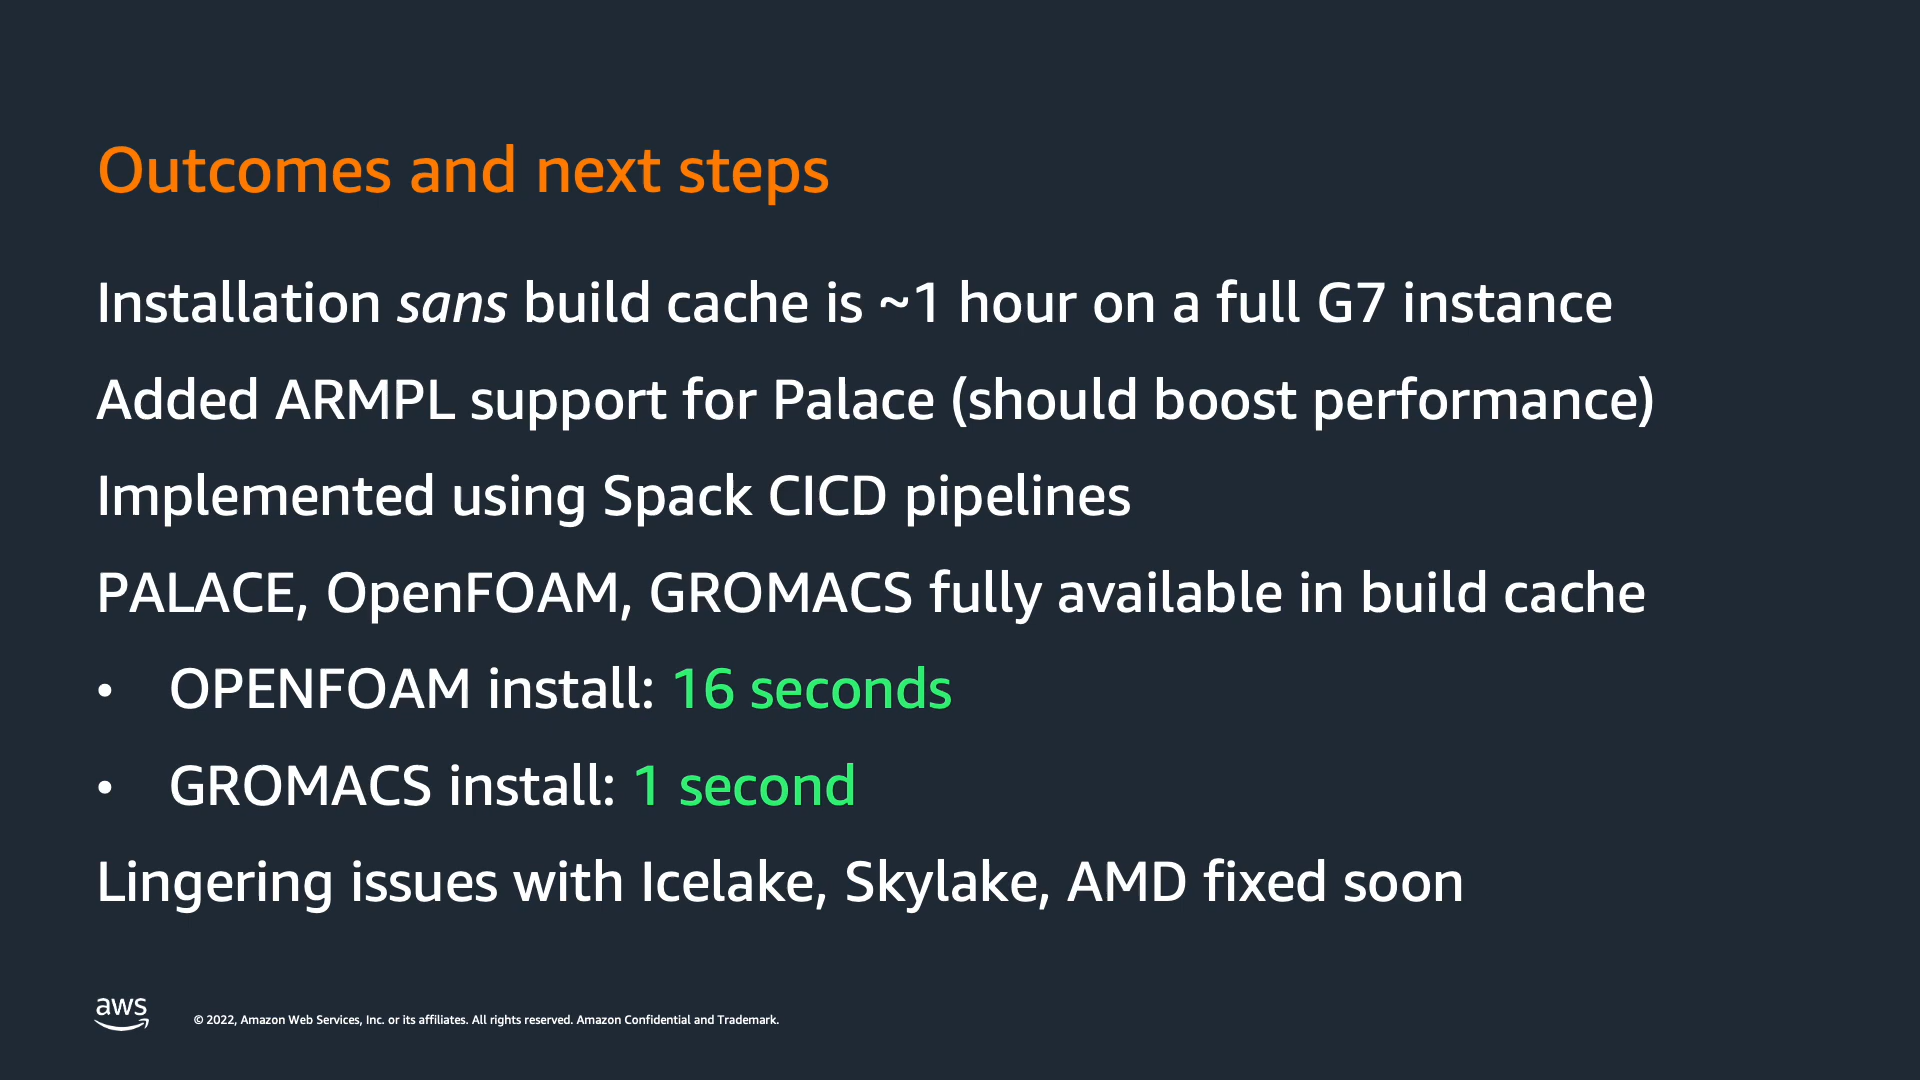 Outcomes and next steps
Installation sans build cache is ~1 hour on a full G7 instance
Added ARMPL support for Palace (should boost performance)
Implemented using Spack CICD pipelines
PALACE, OpenFOAM, GROMACS fully available in build cache
• OPENFOAM install: 16 seconds
• GROMACS install: 1 second
Lingering issues with Icelake, Skylake, AMD fixed soon
aws
© 2022, Amazon Web Services, Inc. or its affiliates. All rights reserved. Amazon Confidential and Trademark.